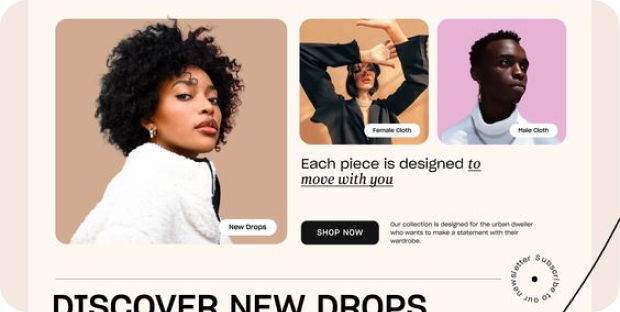 New Drops
Female Cloth
Male Cloth
Each piece is designed to
move with you
SHOP NOW
Our collection is designed for the urban dweller
who wants to make a statement with their
wardrobe.
Subscribe to our newsletter
DISCOVER NEW DROPS